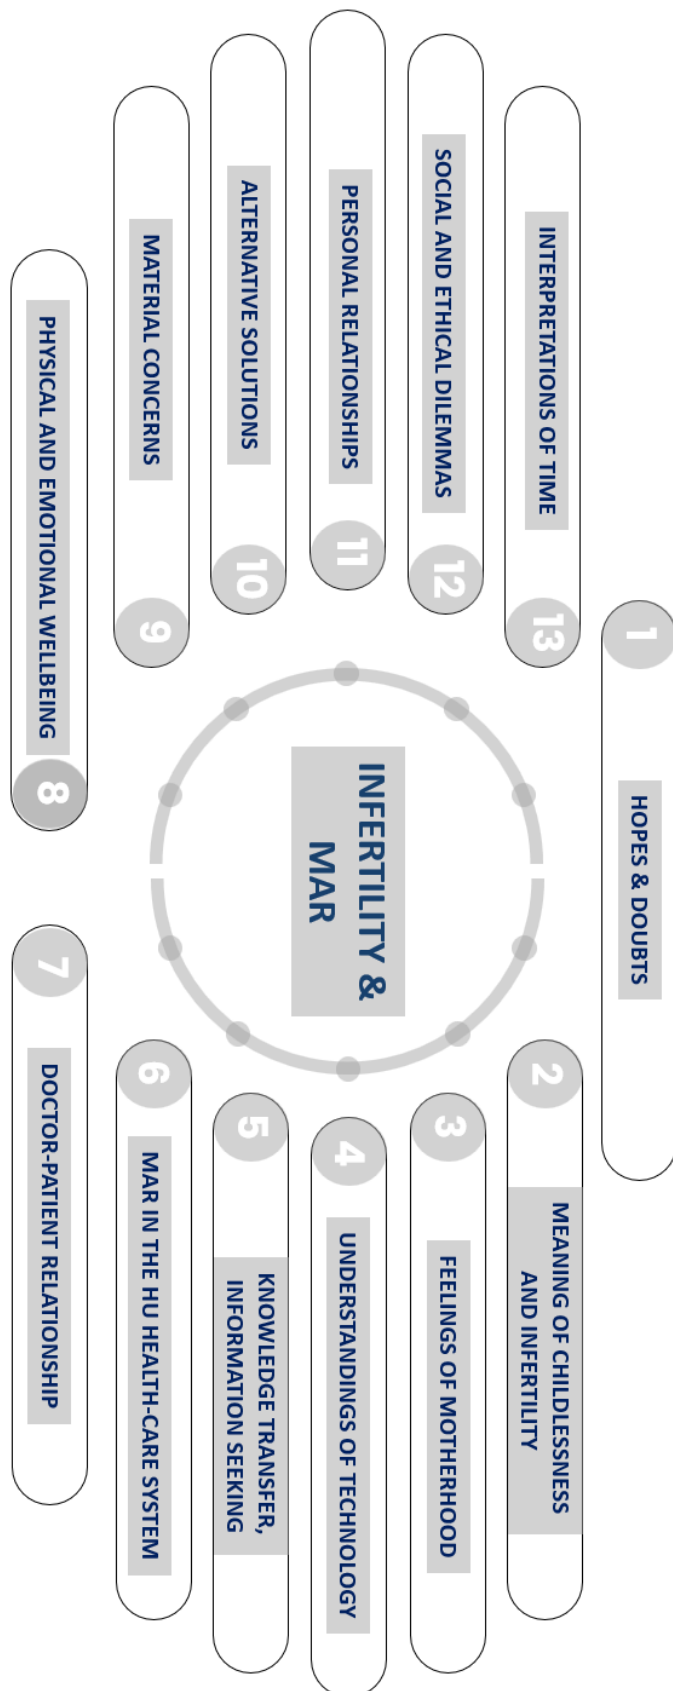 INFERTILITY &
MAR
1
HOPES & DOUBTS
2
MEANING OF CHILDLESSNESS
AND INFERTILITY
3
FEELINGS OF MOTHERHOOD
4
UNDERSTANDINGS OF TECHNOLOGY
5
KNOWLEDGE TRANSFER,
INFORMATION SEEKING
6
MAR IN THE HU HEALTH-CARE SYSTEM
7
DOCTOR-PATIENT RELATIONSHIP
8
PHYSICAL AND EMOTIONAL WELLBEING
9
MATERIAL CONCERNS
10
ALTERNATIVE SOLUTIONS
11
PERSONAL RELATIONSHIPS
12
SOCIAL AND ETHICAL DILEMMAS
13
INTERPRETATIONS OF TIME